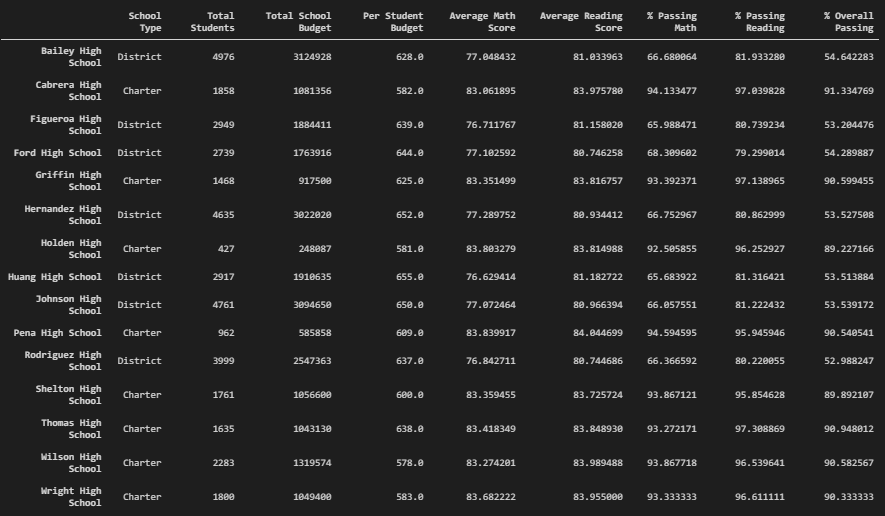 School Type Total Students Total School Budget Per Student Budget Average Math Score Average Reading Score % Passing Math % Passing Reading % Overall Passing
Bailey High School District 4976 3124928 628.0 77.048432 81.033963 66.680064 81.933280 54.642283
Cabrera High School Charter 1858 1081356 582.0 83.061895 83.975780 94.133477 97.039828 91.334769
Figueroa High School District 2949 1884411 639.0 76.711767 81.158020 65.988471 80.739234 53.204476
Ford High School District 2739 1763916 644.0 77.102592 80.746258 68.309602 79.299014 54.289887
Griffin High School Charter 1468 917500 625.0 83.351499 83.816757 93.392371 97.138965 90.599455
Hernandez High School District 4635 3022020 652.0 77.289752 80.934412 66.752967 80.862999 53.527508
Holden High School Charter 427 248087 581.0 83.803279 83.814988 92.505855 96.252927 89.227166
Huang High School District 2917 1910635 655.0 76.629414 81.182722 65.683922 81.316421 53.513884
Johnson High School District 4761 3094650 650.0 77.072464 80.966394 66.057551 81.222432 53.539172
Pena High School Charter 962 585858 609.0 83.839917 84.044699 94.594595 95.945946 90.540541
Rodriguez High School District 3999 2547363 637.0 76.842711 80.744686 66.366592 80.220055 52.988247
Shelton High School Charter 1761 1056600 600.0 83.359455 83.725724 93.867121 95.854628 89.892107
Thomas High School Charter 1635 1043130 638.0 83.418349 83.848930 93.272171 97.308869 90.948012
Wilson High School Charter 2283 1319574 578.0 83.274201 83.989488 93.867718 96.539641 90.582567
Wright High School Charter 1800 1049400 583.0 83.682222 83.955000 93.333333 96.611111 90.333333